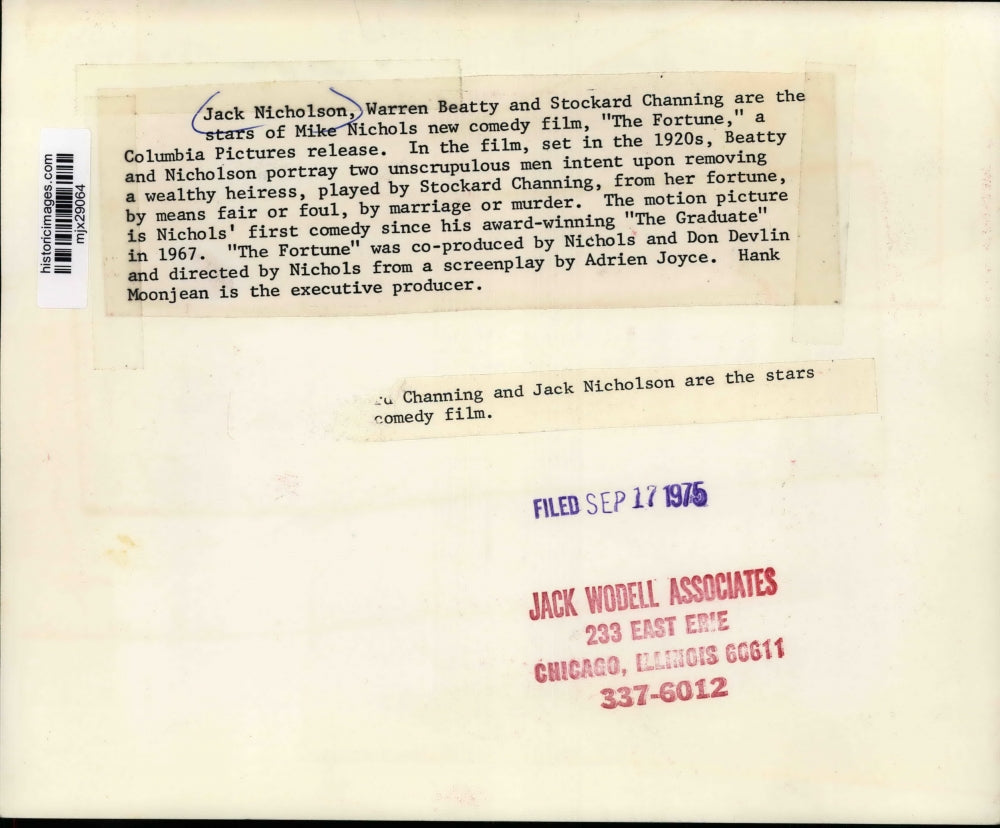 Jack Nicholson, Warren Beatty and Stockard Channing are the
stars of Mike Nichols new comedy film, "The Fortune," a
Columbia Pictures release. In the film, set in the 1920s, Beatty
and Nicholson portray two unscrupulous men intent upon removing
a wealthy heiress, played by Stockard Channing, from her fortune,
by means fair or foul, by marriage or murder. The motion picture
is Nichols' first comedy since his award-winning "The Graduate"
in 1967. "The Fortune" was co-produced by Nichols and Don Devlin
and directed by Nichols from a screenplay by Adrien Joyce. Hank
Moonjean is the executive producer.
historicimages.com
mjx29064
Channing and Jack Nicholson are the stars
comedy film.
FILED SEP 17 1975
JACK WODELL ASSOCIATES
233 EAST ERIE
CHICAGO, ILLINOIS 60611
337-6012